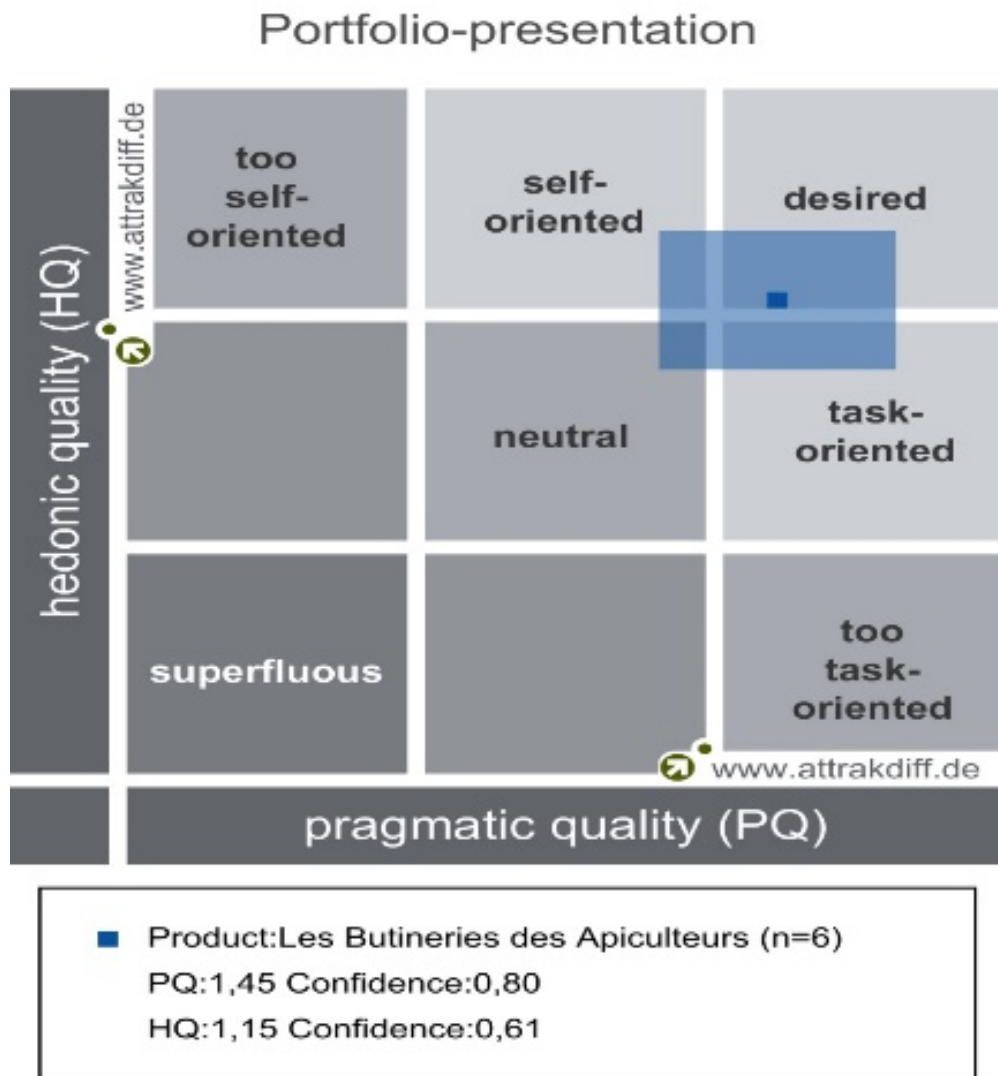 Portfolio-presentation
www.attrakdiff.de
hedonic quality (HQ)
too
self-
oriented
self-
oriented
desired
neutral
task-
oriented
superfluous
too
task-
oriented
www.attrakdiff.de
pragmatic quality (PQ)
Product:Les Butineries des Apiculteurs (n=6)
PQ:1,45 Confidence:0,80
HQ:1,15 Confidence:0,61